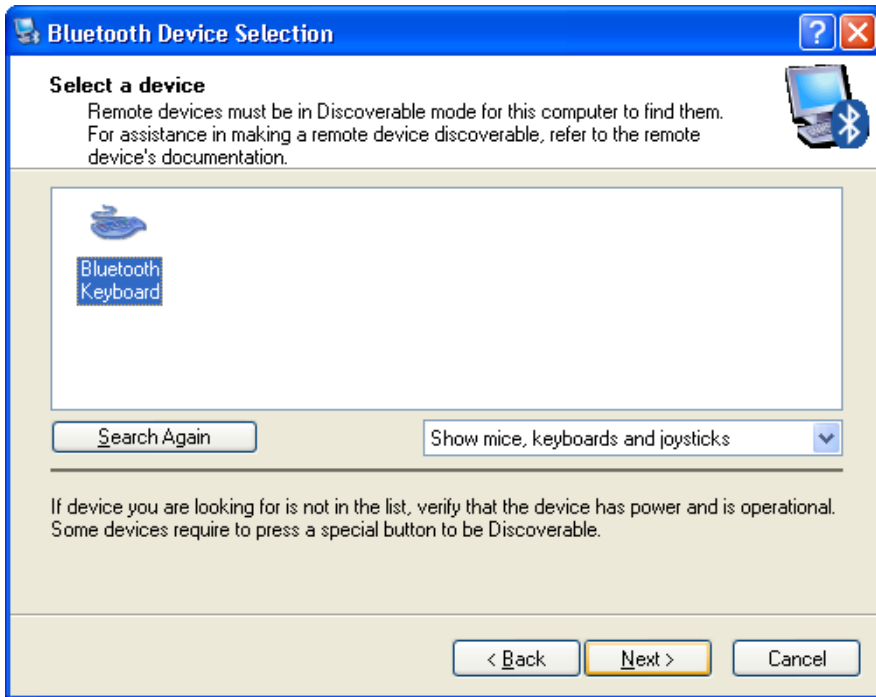 Bluetooth Device Selection
Select a device
Remote devices must be in Discoverable mode for this computer to find them.
For assistance in making a remote device discoverable, refer to the remote
device's documentation.
Bluetooth
Keyboard
Search Again
Show mice, keyboards and joysticks
If device you are looking for is not in the list, verify that the device has power and is operational.
Some devices require to press a special button to be Discoverable.
< Back
Next >
Cancel